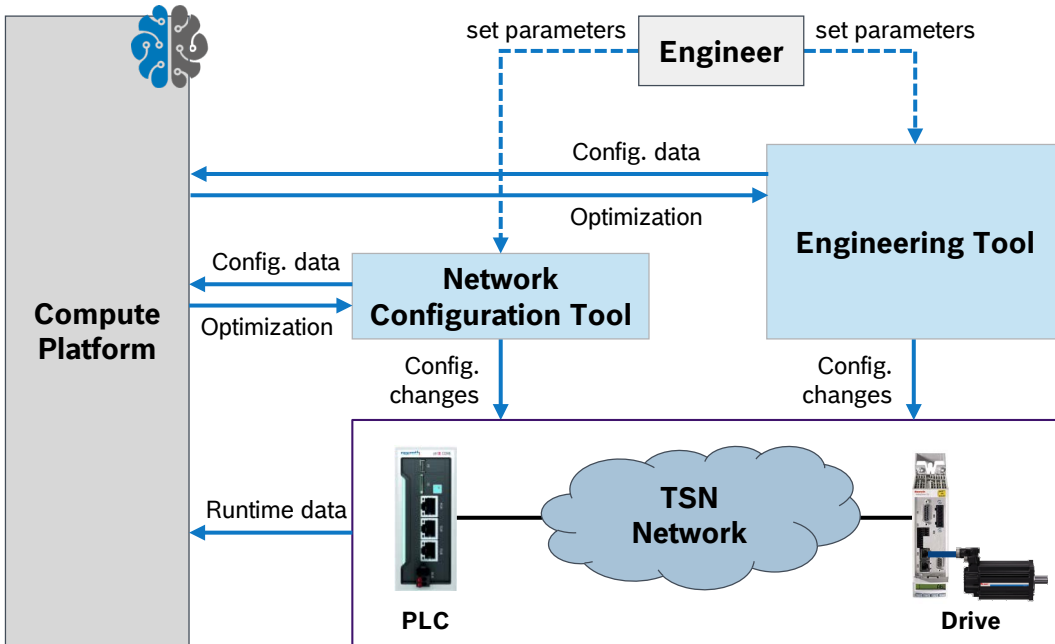 set parameters
Engineer
set parameters
Config. data
Optimization
Engineering Tool
Config. data
Network
Configuration Tool
Optimization
Compute
Platform
Config.
changes
Config.
changes
TSN
Network
Runtime data
PLC
Drive